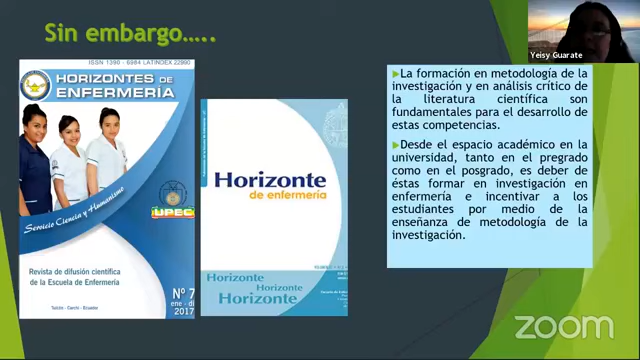 Sin embargo…..
Yeisy Guarate
ISSN 1390 - 6984 LATINDEX 22990
HORIZONTES DE
ENFERMERÍA
Servicio Ciencia y Humanismo
UPEC
Revista de difusión científica
de la Escuela de Enfermería
Nº 7
2017
Tulcán - Carchi - Ecuador
Horizonte
de enfermería
Horizonte
Horizonte
Horizonte
La formación en metodología de la
investigación y en análisis crítico de
la literatura científica son
fundamentales para el desarrollo de
estas competencias.
Desde el espacio académico en la
universidad, tanto en el pregrado
como en el posgrado, es deber de
éstas formar en investigación en
enfermería e incentivar a los
estudiantes por medio de la
enseñanza de metodología de la
investigación.
zoom